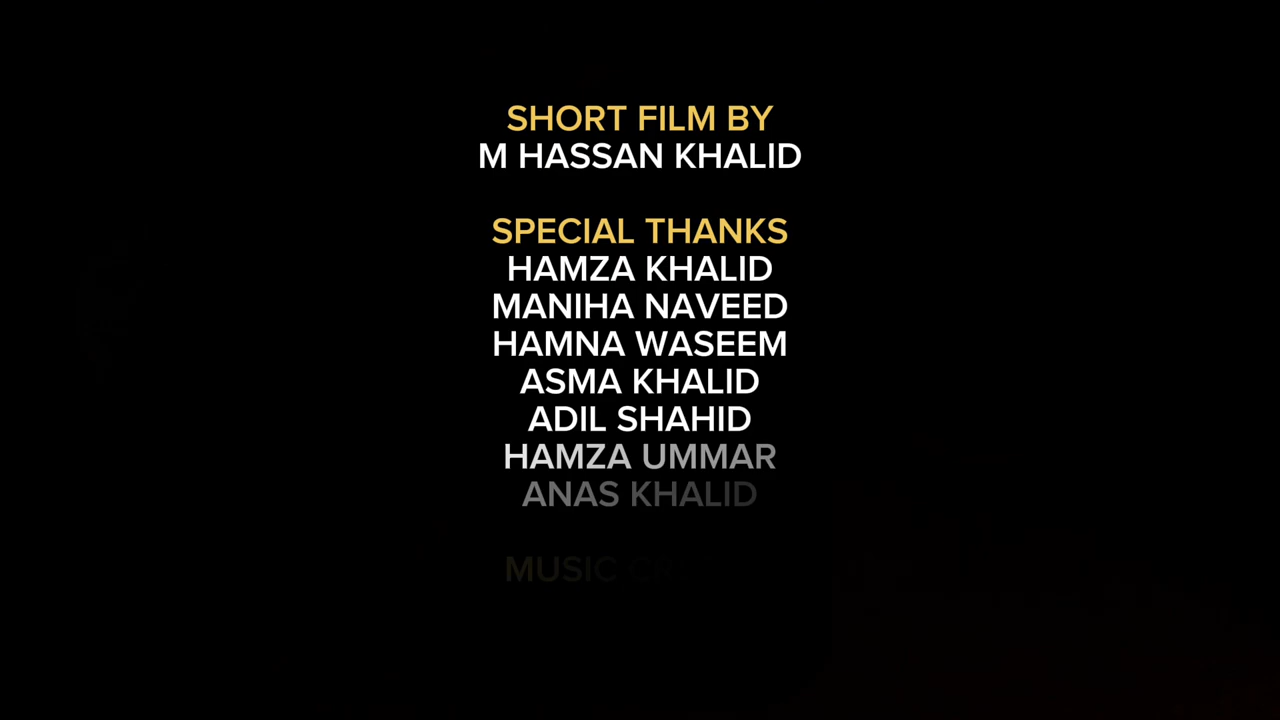 SHORT FILM BY
M HASSAN KHALID
SPECIAL THANKS
HAMZA KHALID
MANIHA NAVEED
HAMNA WASEEM
ASMA KHALID
ADIL SHAHID
HAMZA UMMAR
ANAS KHALID
MUSIC